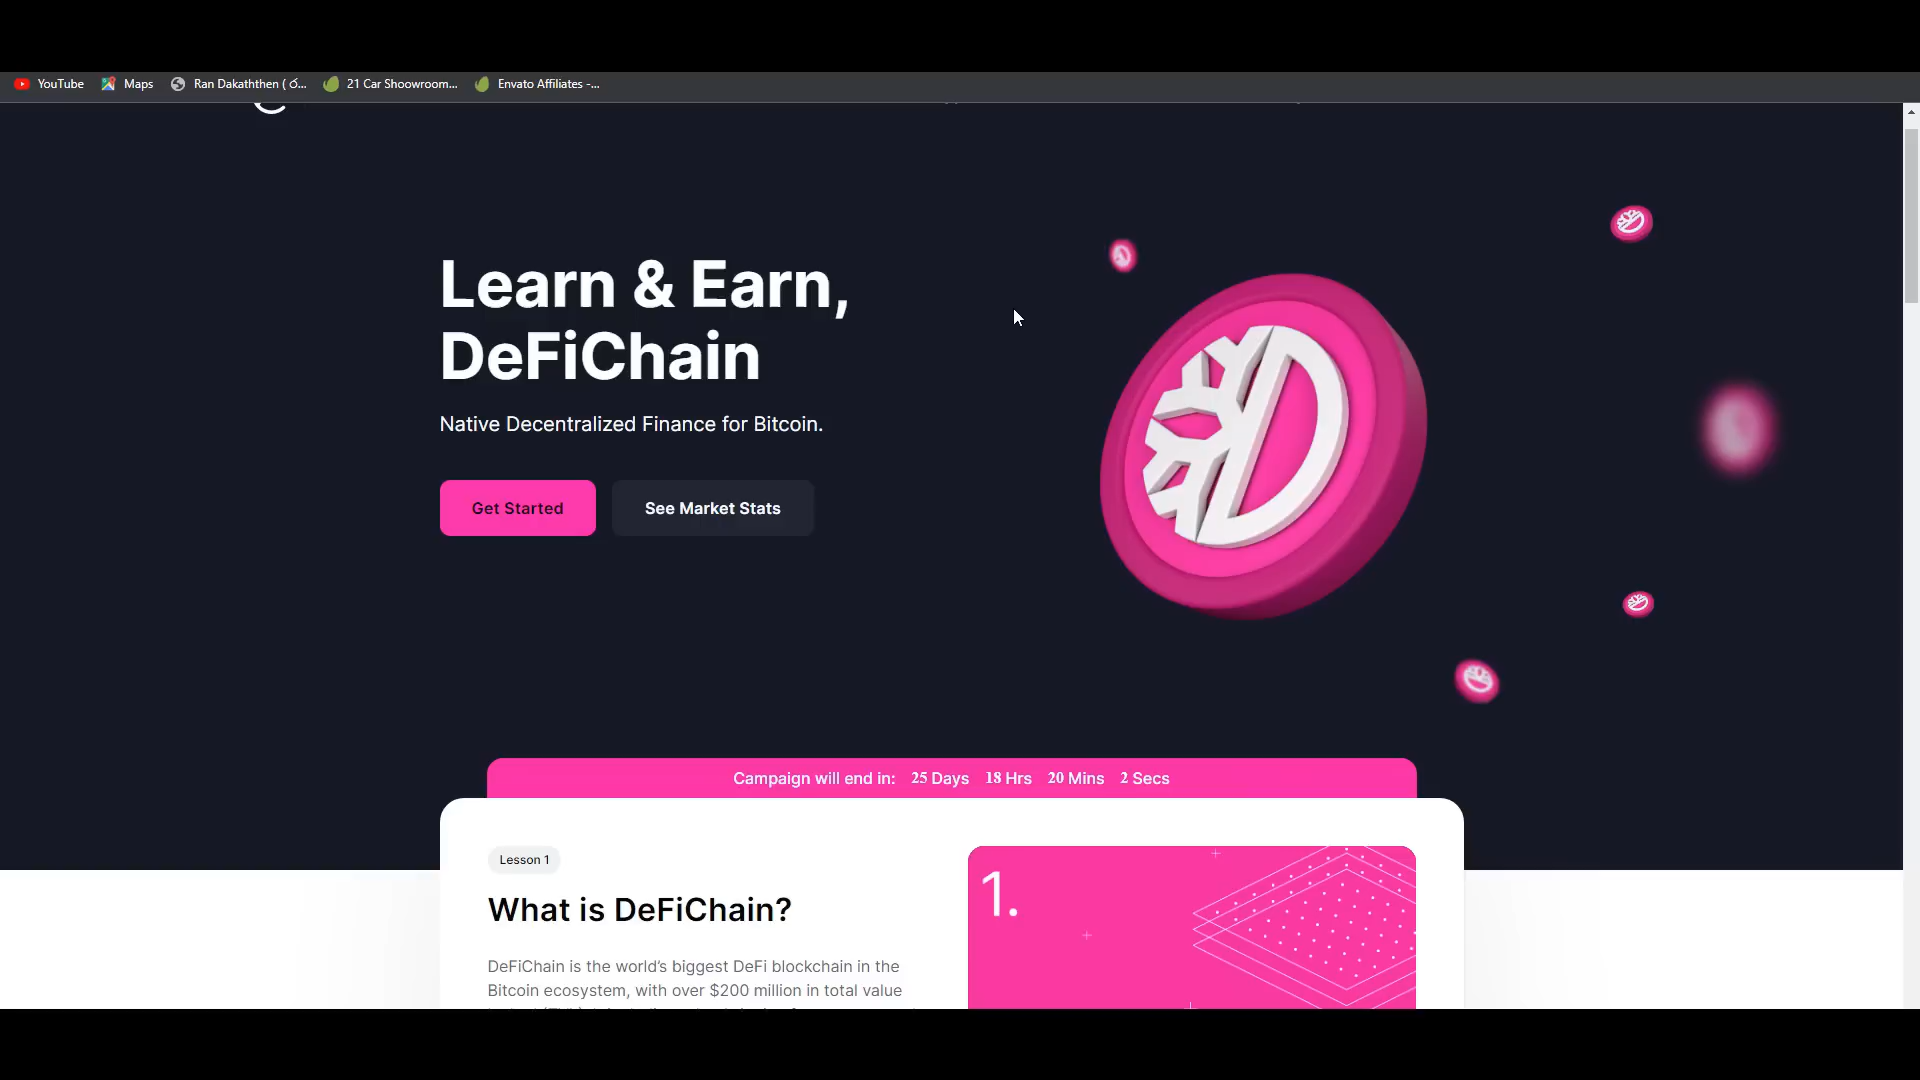 YouTube Maps Ran Dakaththen ( ඊ... 21 Car Shoowroom... Envato Affiliates -...
Learn & Earn,
DeFiChain
Native Decentralized Finance for Bitcoin.
Get Started See Market Stats
Campaign will end in: 25 Days 18 Hrs 20 Mins 2 Secs
Lesson 1
1.
What is DeFiChain?
DeFiChain is the world's biggest DeFi blockchain in the
Bitcoin ecosystem, with over $200 million in total value